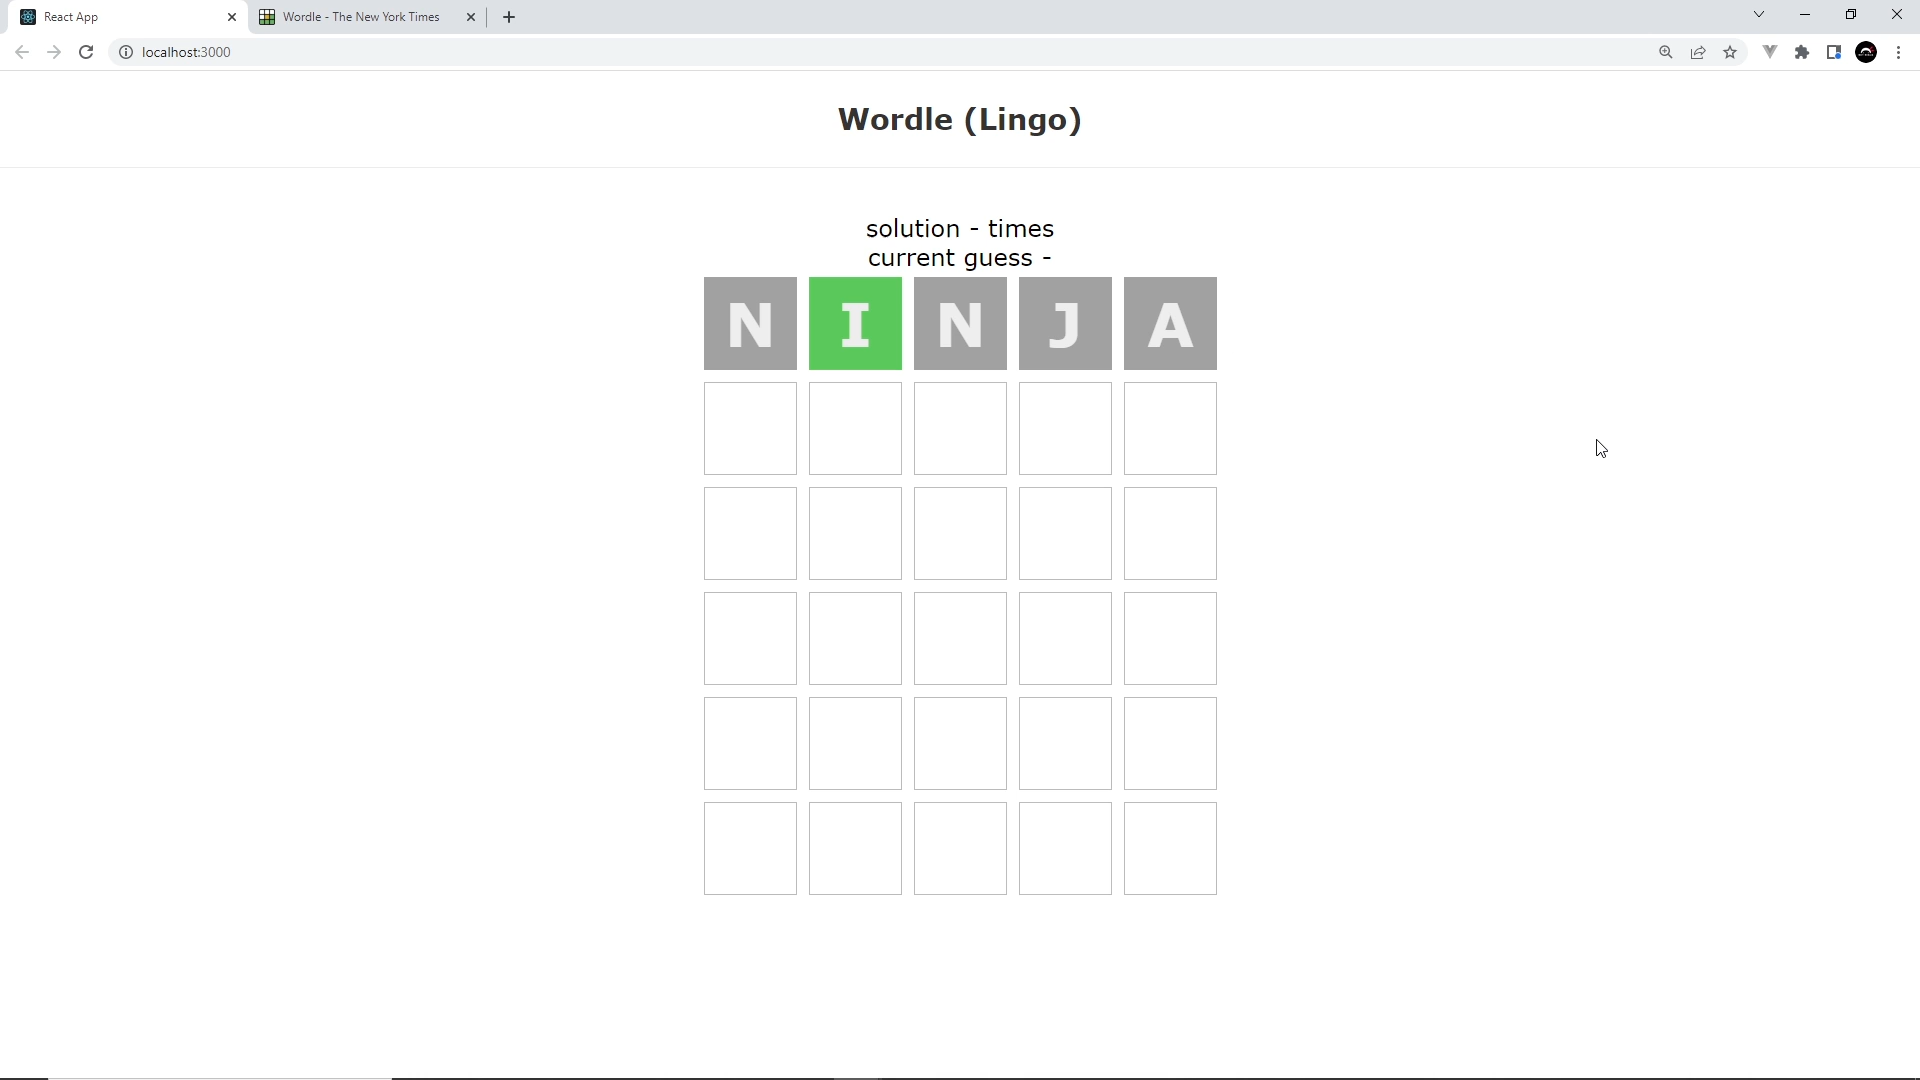 React App
Wordle - The New York Times
localhost:3000
Wordle (Lingo)
solution - times
current guess -
N I N J A